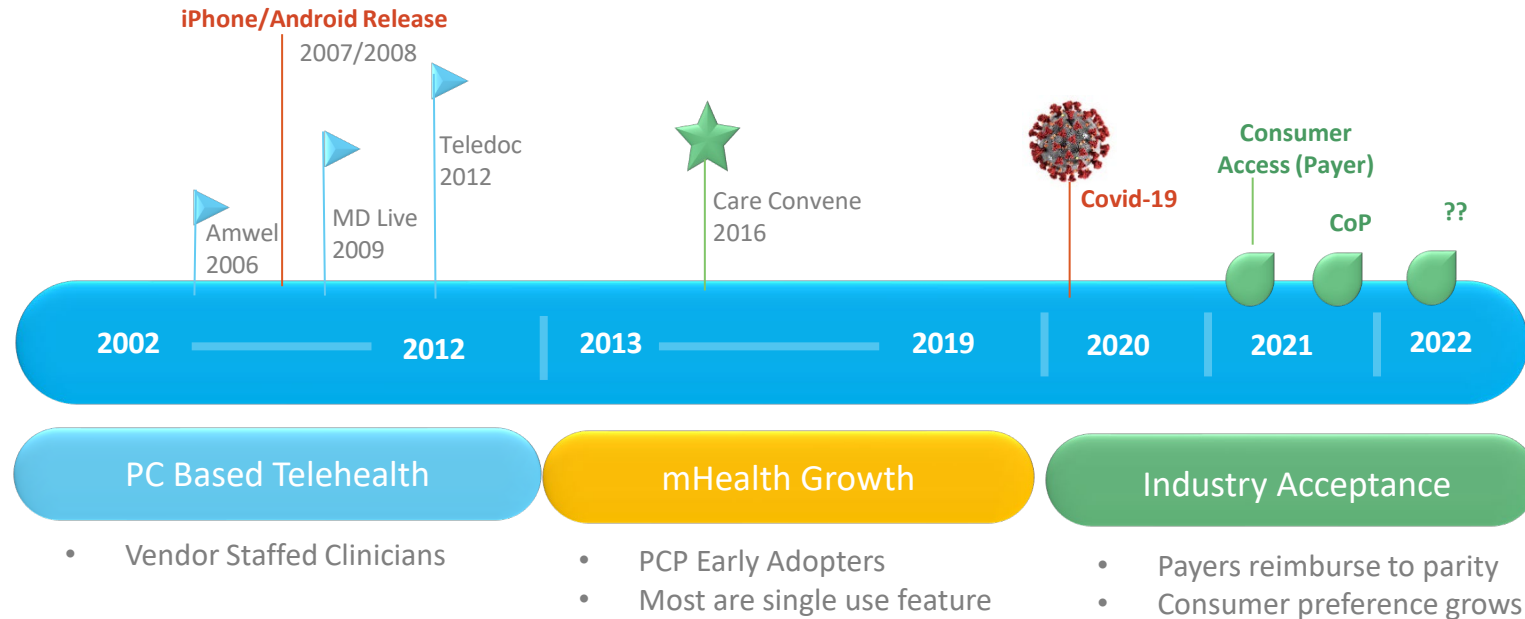 iPhone/Android Release
2007/2008
Amwel
2006
MD Live
2009
Teledoc
2012
Care Convene
2016
Covid-19
Consumer
Access (Payer)
CoP
??
2002
2012
2013
2019
2020
2021
2022
PC Based Telehealth
mHealth Growth
Industry Acceptance
• Vendor Staffed Clinicians
• PCP Early Adopters
• Most are single use feature
• Payers reimburse to parity
• Consumer preference grows